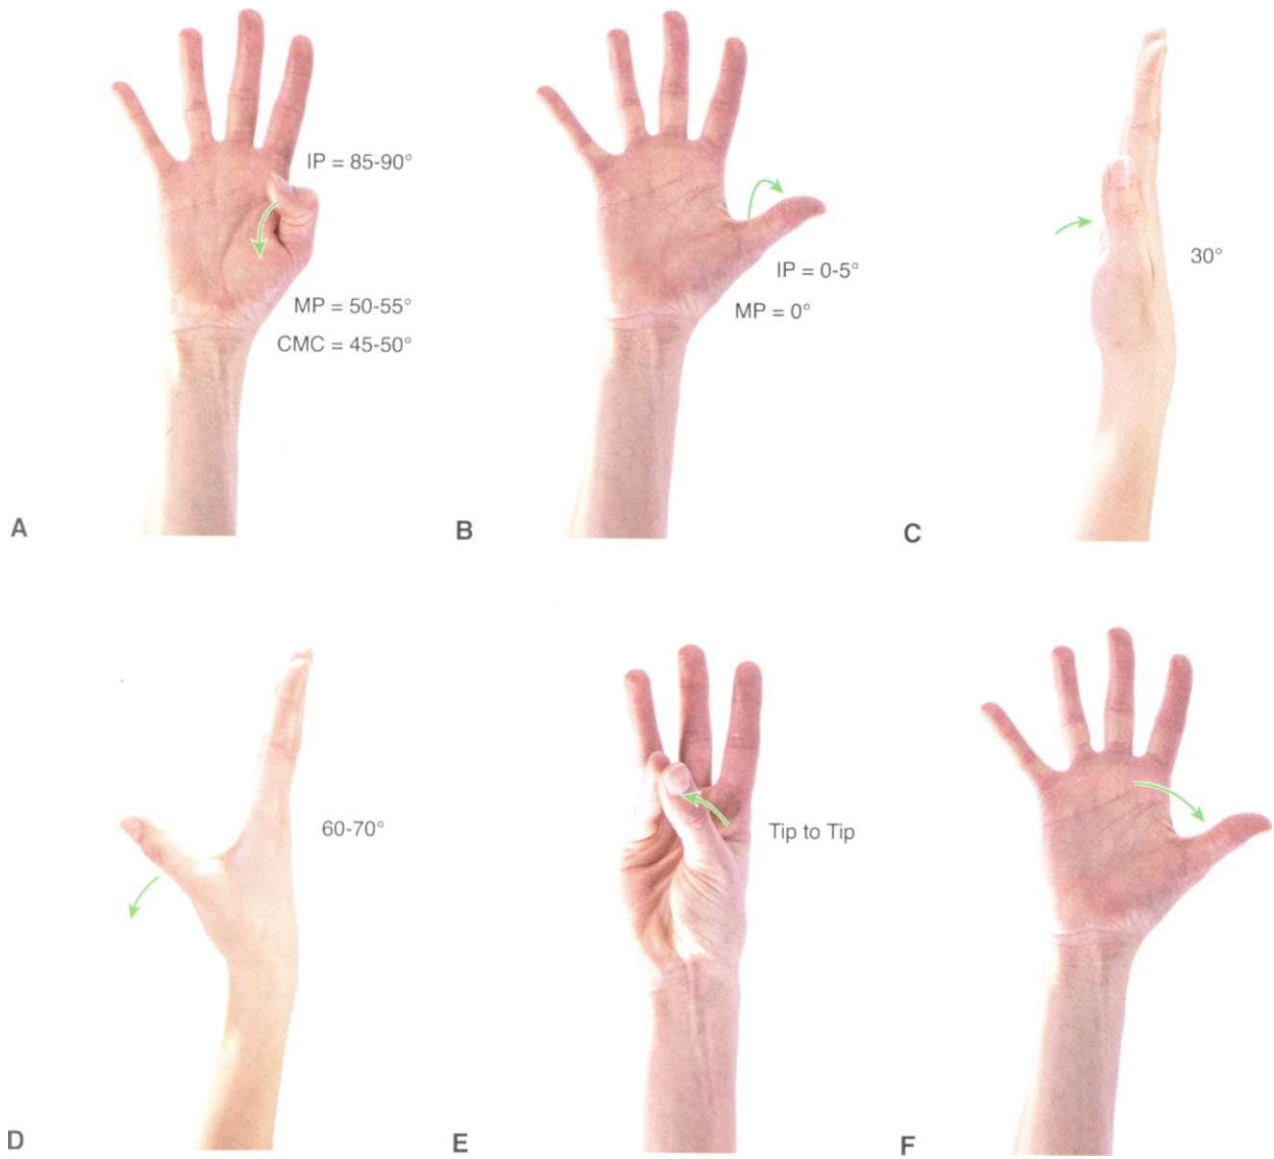 IP = 85-90°
MP = 50-55°
CMC = 45-50°
A
IP = 0-5°
MP = 0°
B
30°
C
60-70°
D
Tip to Tip
E
F